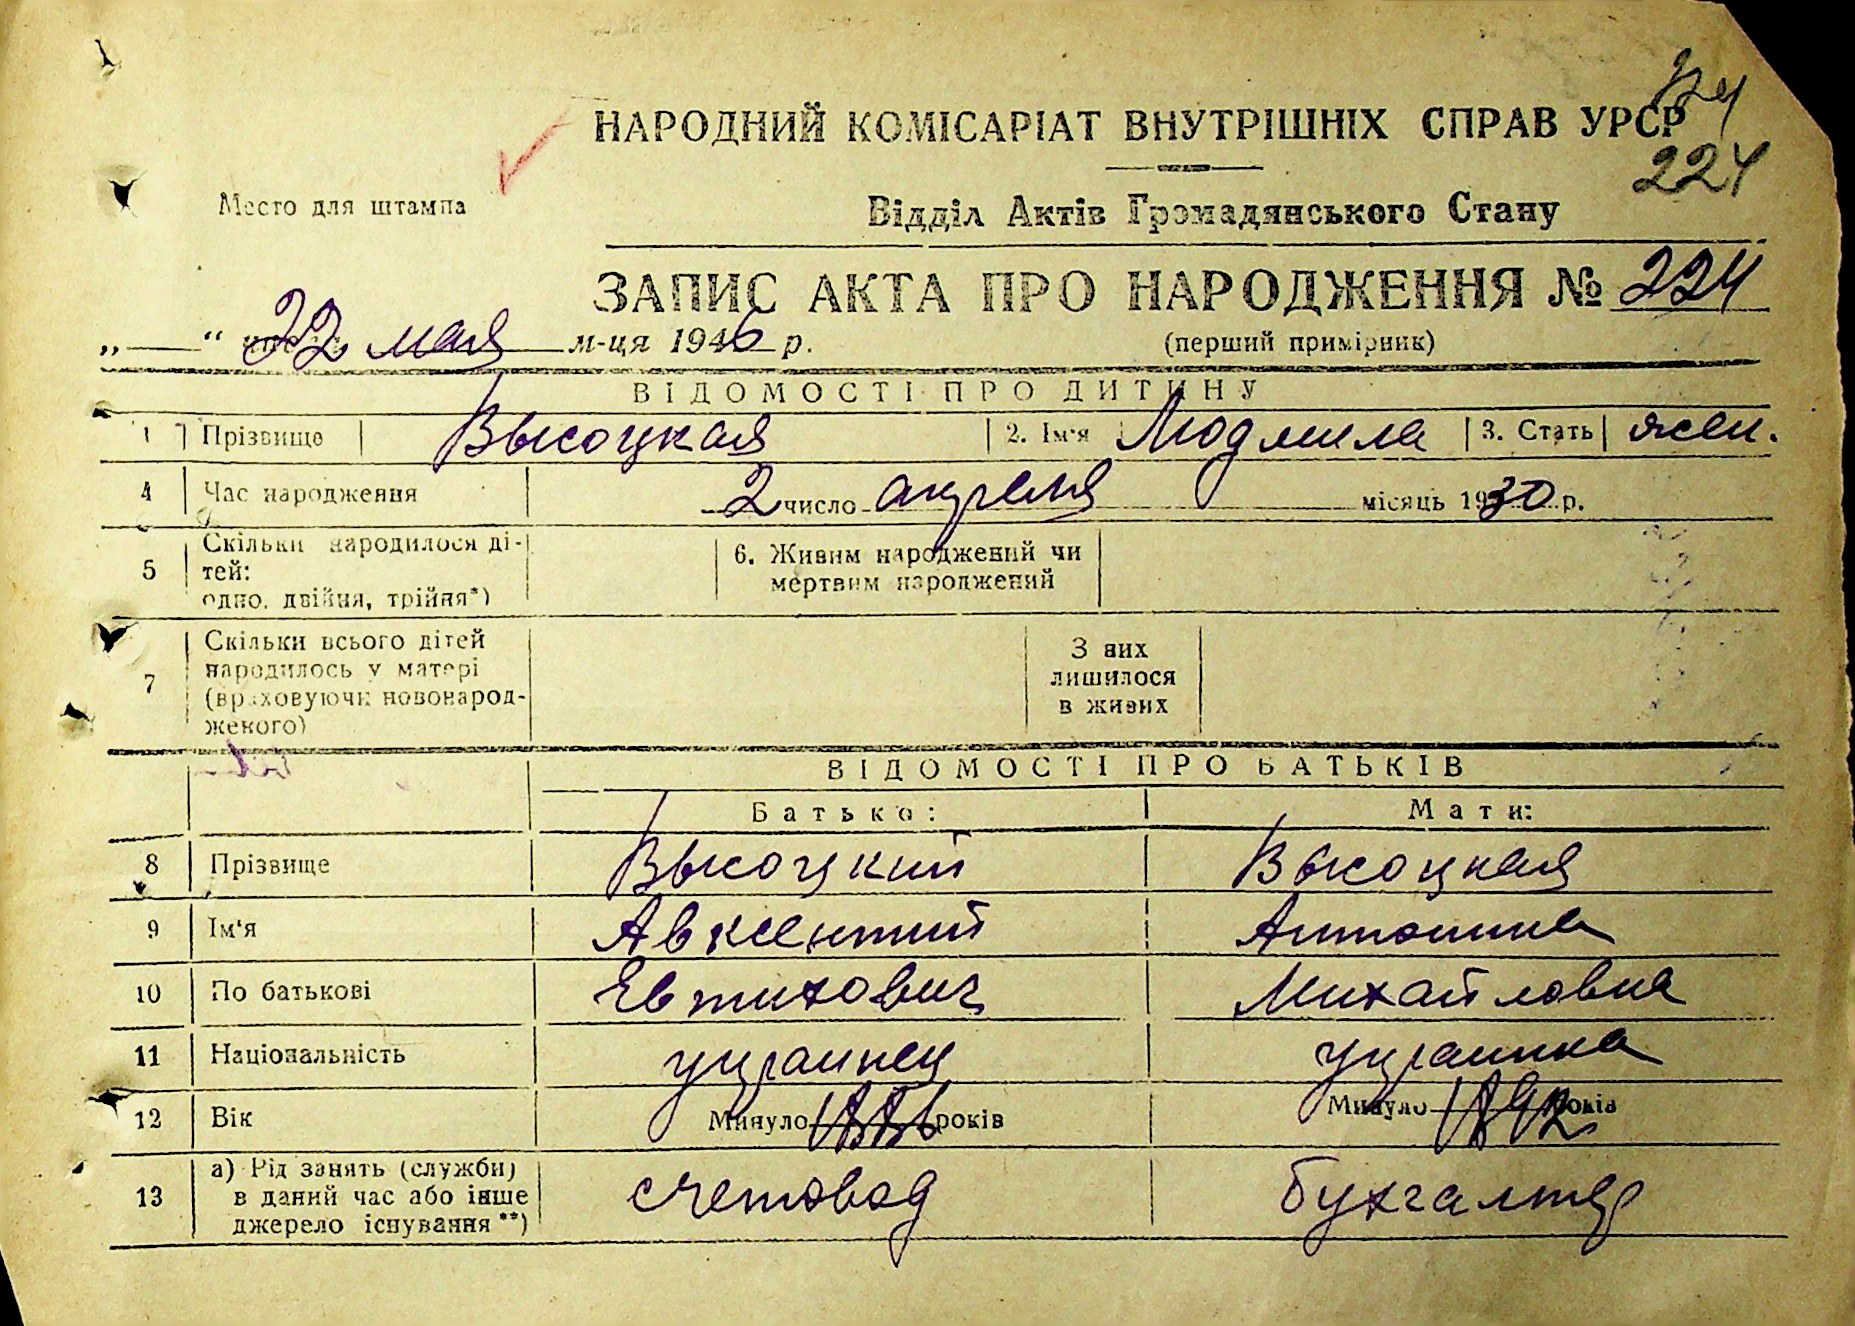 224
НАРОДНИЙ КОМІСАРІАТ ВНУТРІШНІХ СПРАВ УРСР
224
Место для штампа
Відділ Актів Громадянського Стану
ЗАПИС АКТА ПРО НАРОДЖЕННЯ № 224
„ “ 22 мая м-ця 1946 р.
(перший примірник)
ВІДОМОСТІ ПРО ДИТИНУ
1 Прізвище Высоцкая 2. Ім'я Людмила 3. Стать жен.
4 Час народження 2 число апреля місяць 1930 р.
5 Скільки народилося ді-
тей:
одно, двійня, трійня*)
6. Живим народжений чи
мертвим народжений
7 Скільки всього дітей
народилось у матері
(враховуючи новонарод-
женого)
З них
лишилося
в живих
ВІДОМОСТІ ПРО БАТЬКІВ
Батько: Мати:
8 Прізвище Высоцкий Высоцкая
9 Ім'я Авксентий Антонина
10 По батькові Евтихович Михайловна
11 Національність украинец украинка
12 Вік Минуло років Минуло років
13 а) Рід занять (служби) счетовод бухгалтер
в даний час або інше
джерело існування**)